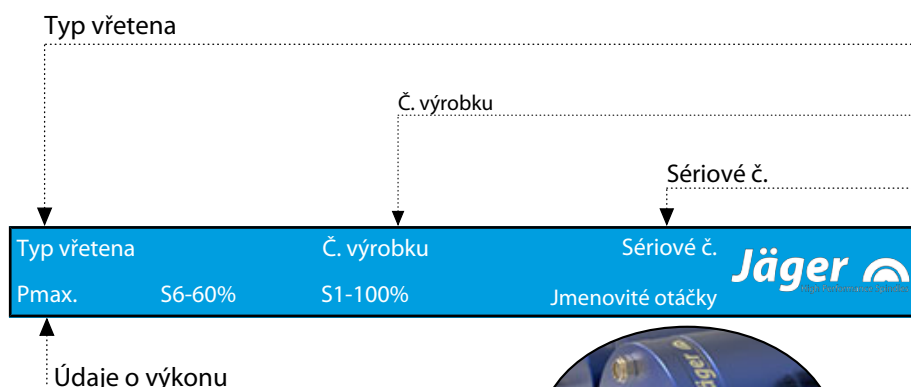 Typ vřetena
Č. výrobku
Sériové č.
Typ vřetena Č. výrobku Sériové č.
Jäger
Pmax. S6-60% S1-100% Jmenovité otáčky
Údaje o výkonu